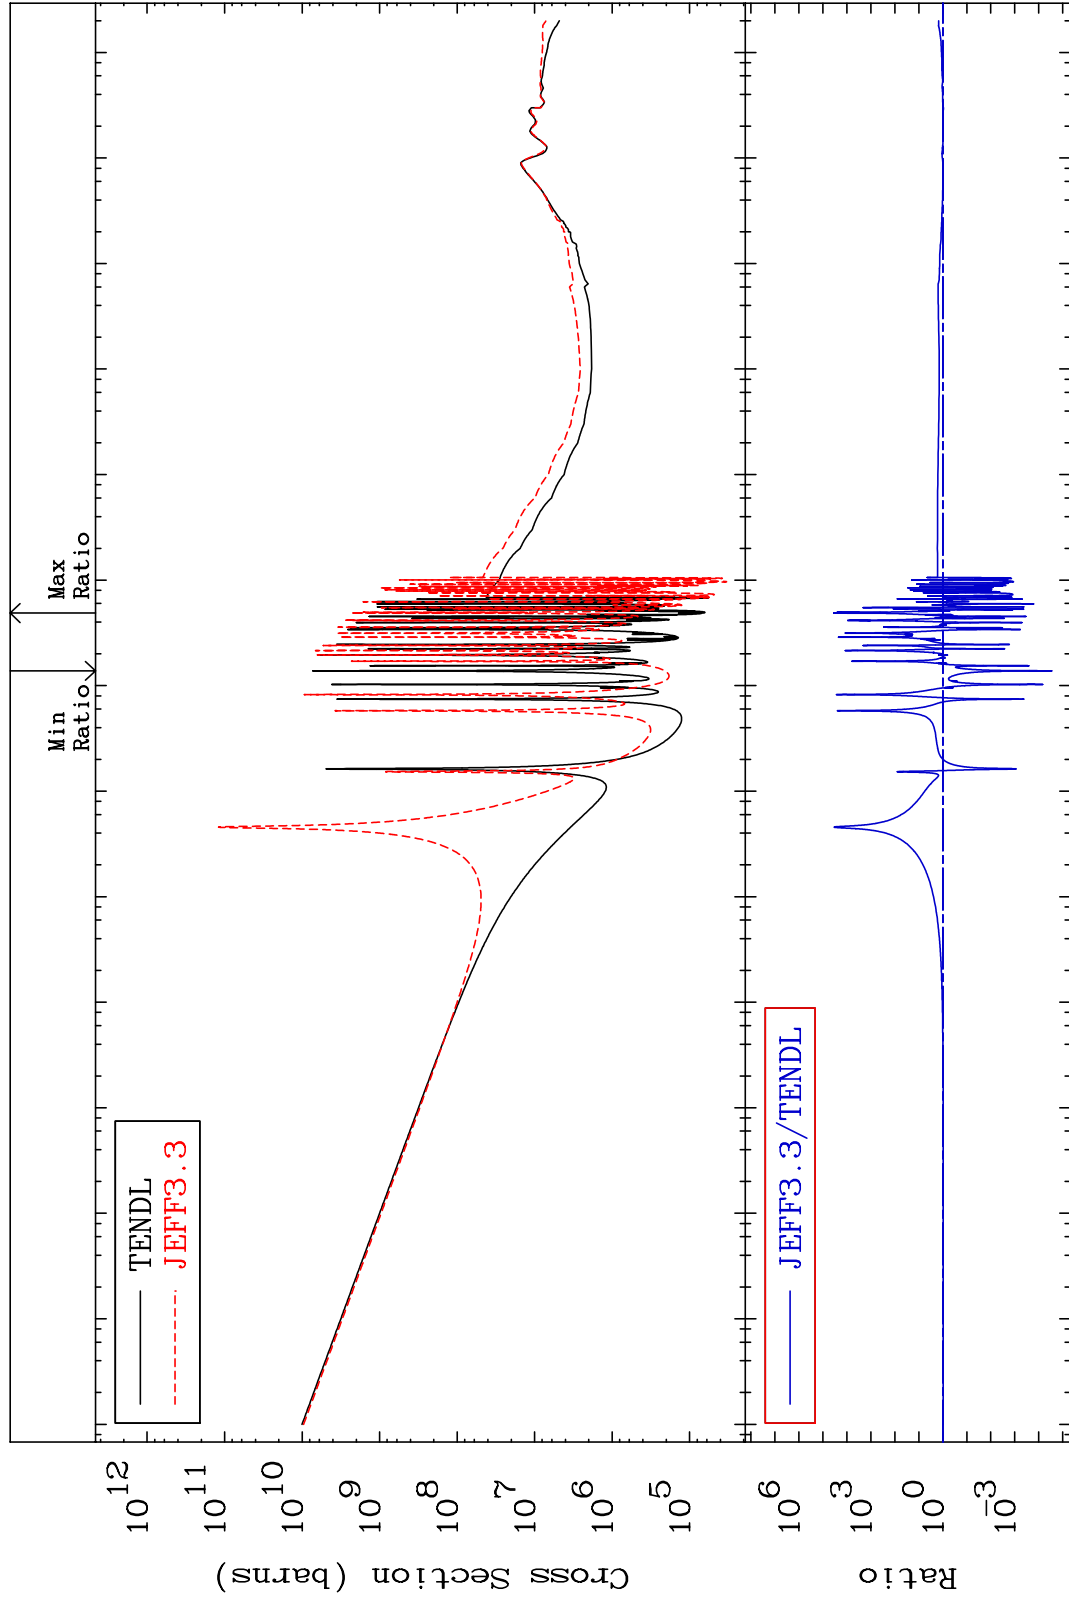 Min
Ratio
Max
Ratio
TENDL
JEFF3.3
Cross Section (barns)
10 12
10 11
10 10
10 9
10 8
10 7
10 6
10 5
JEFF3.3/TENDL
Ratio
10 6
10 3
10 0
10 -3